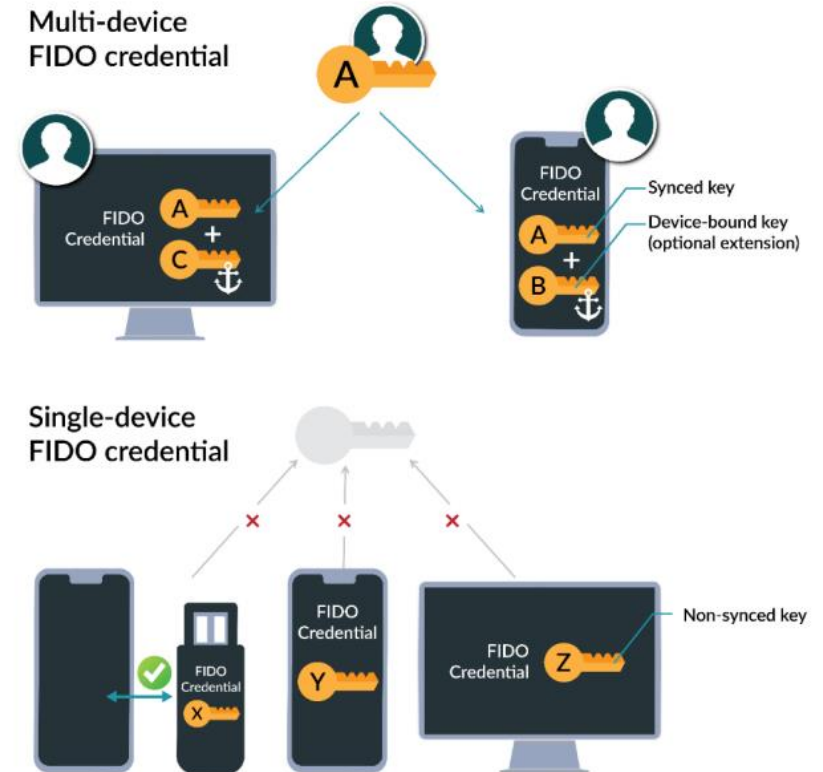 Multi-device
FIDO credential
A
FIDO
Credential
A
+
C
FIDO
Credential
A
+
B
Synced key
Device-bound key
(optional extension)
Single-device
FIDO credential
FIDO
Credential
X
FIDO
Credential
Y
FIDO
Credential
Z
Non-synced key